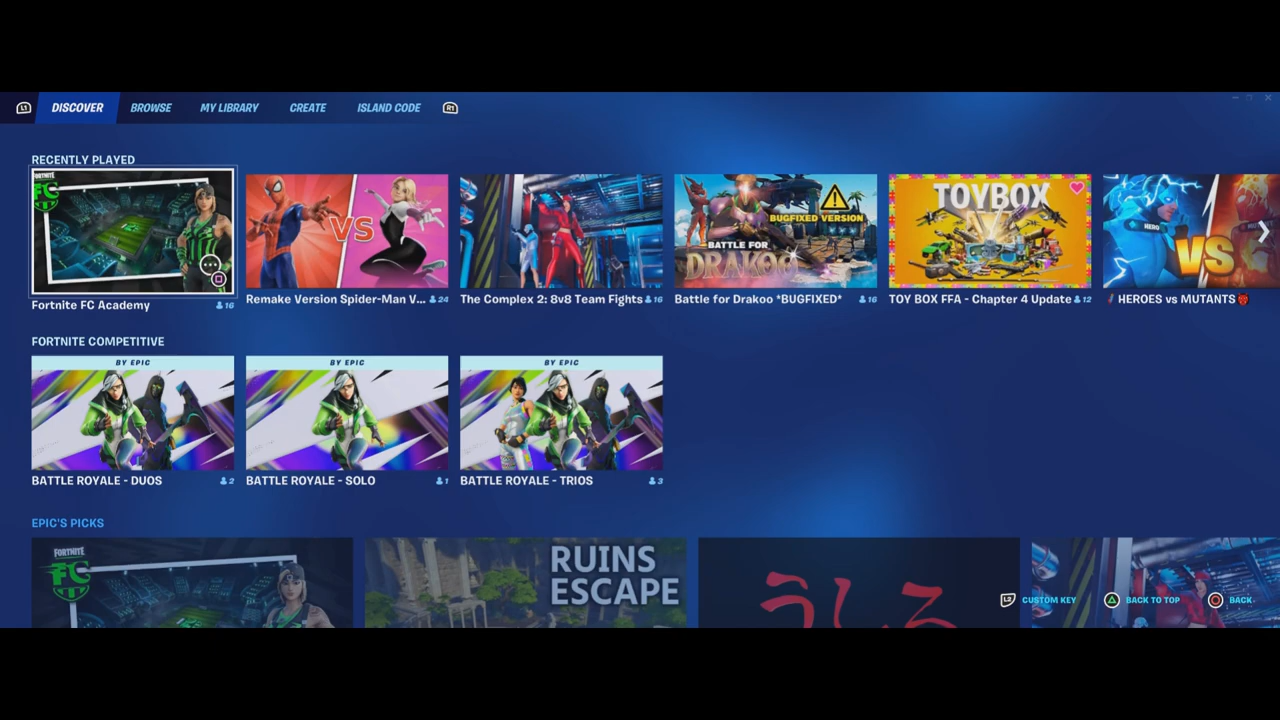 L1 DISCOVER BROWSE MY LIBRARY CREATE ISLAND CODE R1
RECENTLY PLAYED
FORTNITE
FC
VS
BUGFIXED VERSION
BATTLE FOR
DRAKOO
TOYBOX
HERO
VS
Fortnite FC Academy 16
Remake Version Spider-Man V... 24
The Complex 2: 8v8 Team Fights 16
Battle for Drakoo *BUGFIXED* 16
TOY BOX FFA - Chapter 4 Update 12
HEROES vs MUTANTS
FORTNITE COMPETITIVE
BY EPIC
BY EPIC
BY EPIC
BATTLE ROYALE - DUOS 2
BATTLE ROYALE - SOLO 1
BATTLE ROYALE - TRIOS 3
EPIC'S PICKS
FORTNITE
FC
RUINS
ESCAPE
うしろ
L2 CUSTOM KEY BACK TO TOP BACK